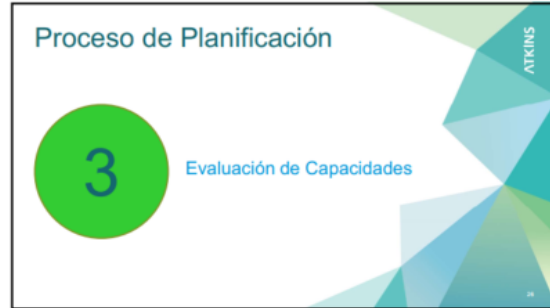 Proceso de Planificación
ATKINS
3
Evaluación de Capacidades